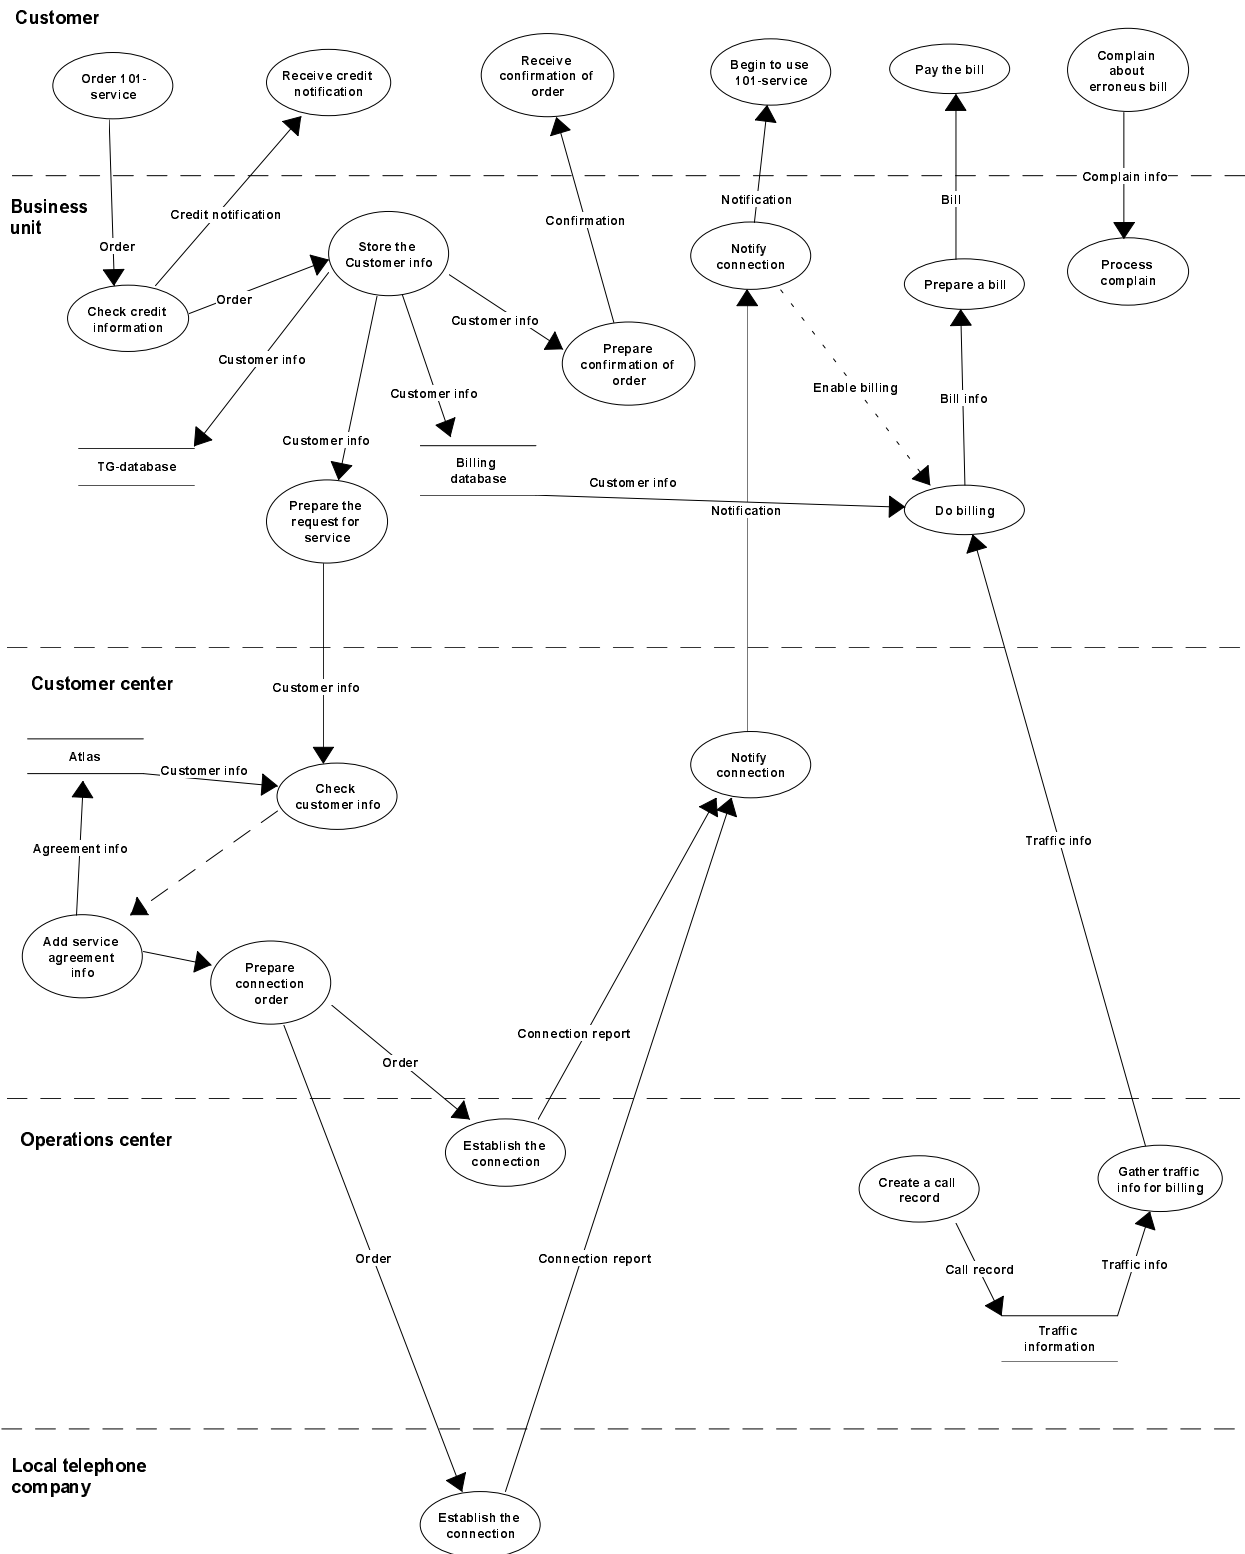 Customer
Order 101-
service
Receive credit
notification
Receive
confirmation of
order
Begin to use
101-service
Pay the bill
Complain
about
erroneus bill
Complain info
Business
unit
Credit notification
Notification
Bill
Confirmation
Order
Store the
Customer info
Notify
connection
Process
complain
Prepare a bill
Order
Check credit
information
Customer info
Customer info
Prepare
confirmation of
order
Customer info
Enable billing
Bill info
Customer info
TG-database
Billing
database
Customer info
Prepare the
request for
service
Notification
Do billing
Customer center
Customer info
Atlas
Customer info
Check
customer info
Notify
connection
Agreement info
Traffic info
Add service
agreement
info
Prepare
connection
order
Connection report
Order
Operations center
Establish the
connection
Create a call
record
Gather traffic
info for billing
Order
Connection report
Call record
Traffic info
Traffic
information
Local telephone
company
Establish the
connection